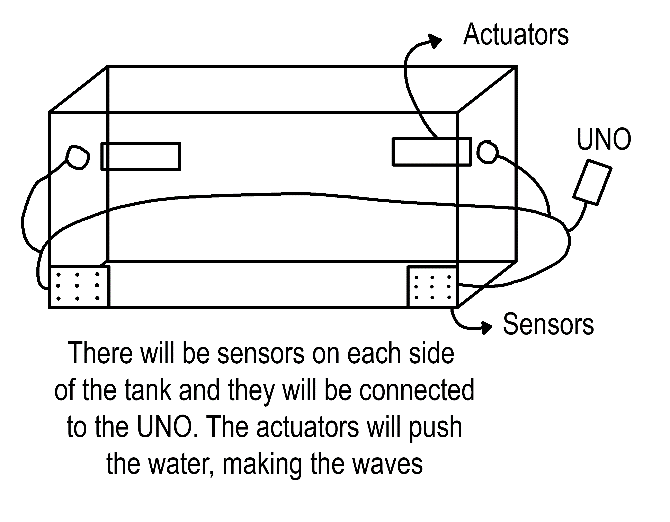 Actuators
UNO
Sensors
There will be sensors on each side
of the tank and they will be connected
to the UNO. The actuators will push
the water, making the waves